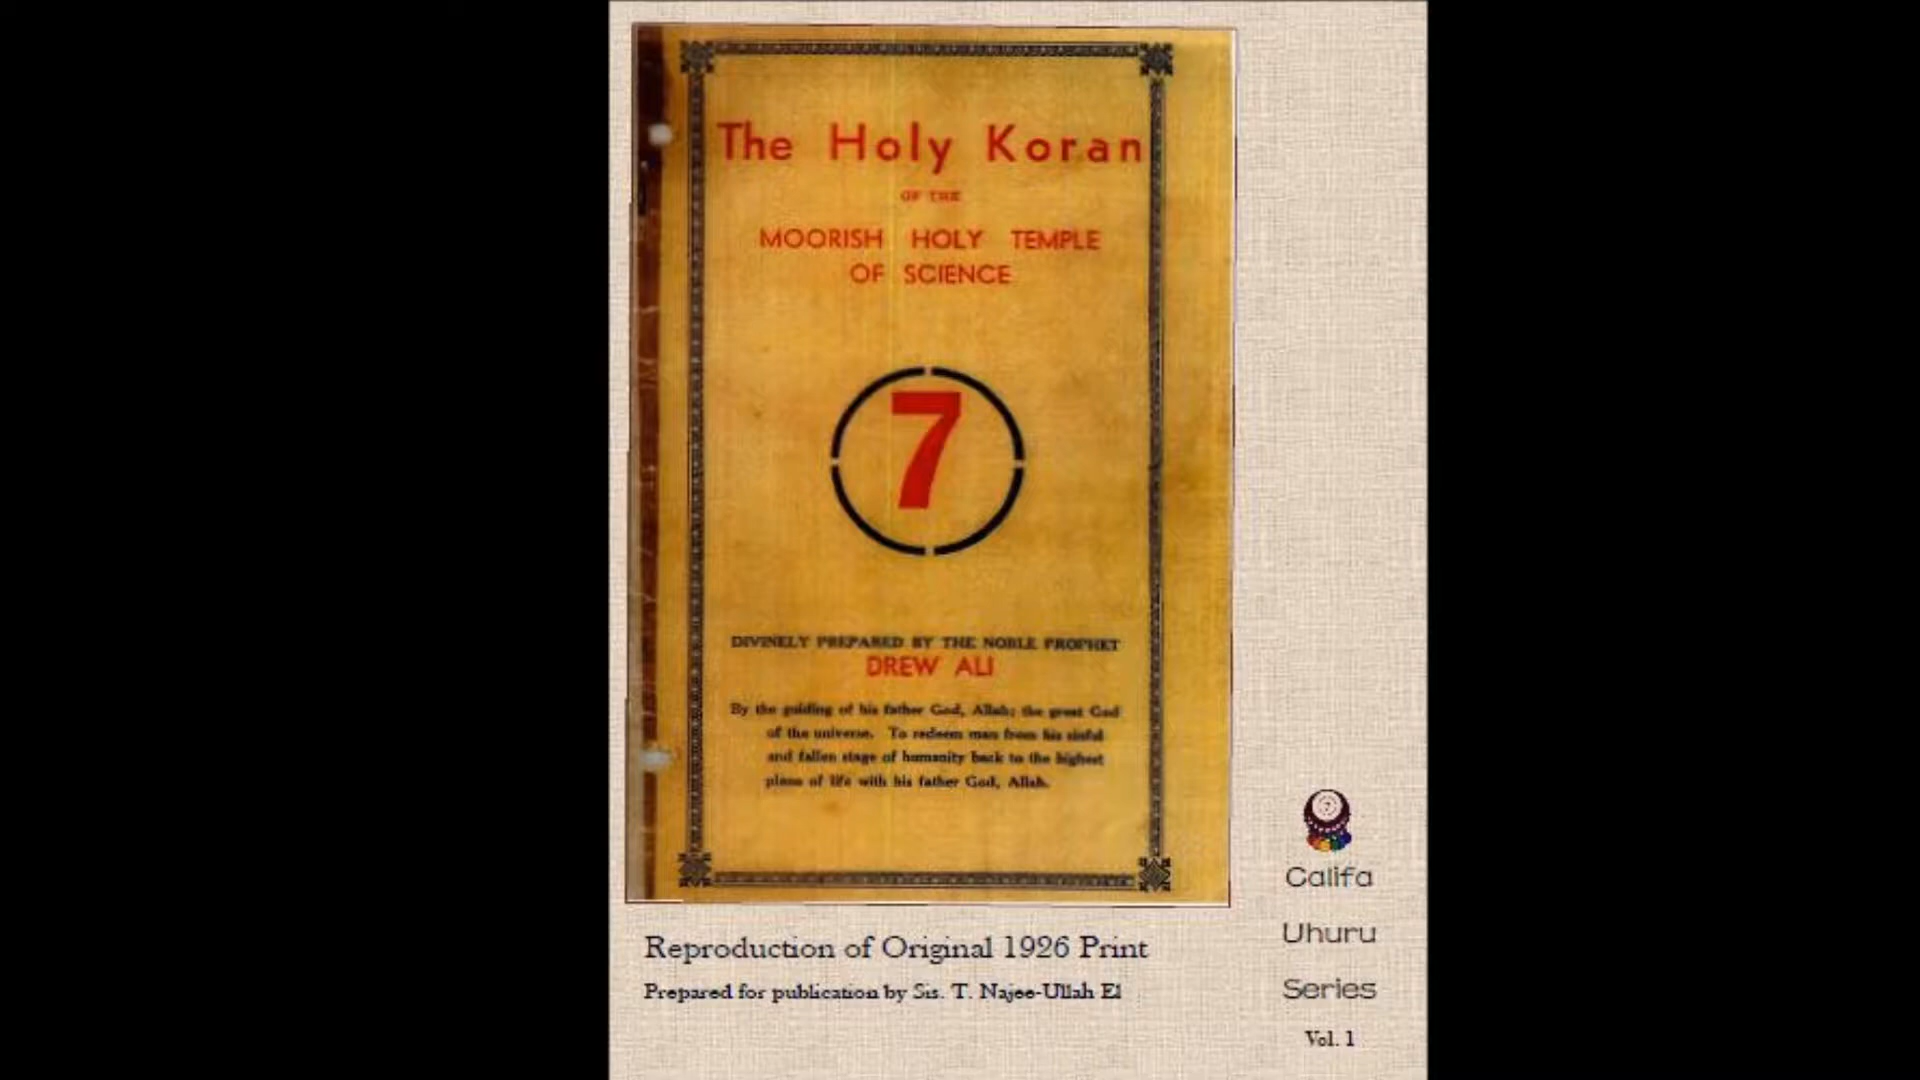 The Holy Koran
OF THE
MOORISH HOLY TEMPLE
OF SCIENCE
7
DIVINELY PREPARED BY THE NOBLE PROPHET
DREW ALI
By the guiding of his father God, Allah; the great God
of the universe. To redeem man from his sinful
and fallen stage of humanity back to the highest
plane of life with his father God, Allah.
Reproduction of Original 1926 Print
Prepared for publication by Sis. T. Najee-Ullah El
Califa
Uhuru
Series
Vol. 1